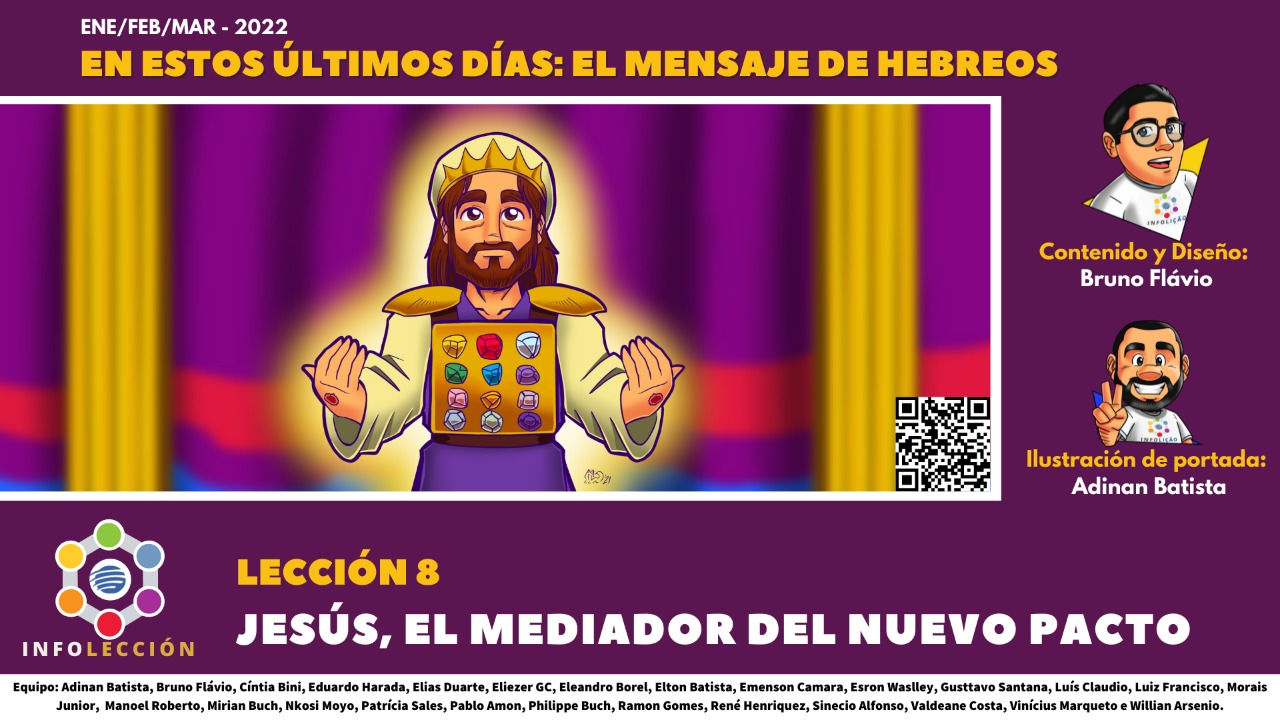 ENE/FEB/MAR - 2022
EN ESTOS ÚLTIMOS DÍAS: EL MENSAJE DE HEBREOS
INFOLIÇÃO
Contenido y Diseño:
Bruno Flávio
INFOLIÇÃO
Ilustración de portada:
Adinan Batista
INFOLECCIÓN
LECCIÓN 8
JESÚS, EL MEDIADOR DEL NUEVO PACTO
Equipo: Adinan Batista, Bruno Flávio, Cíntia Bini, Eduardo Harada, Elias Duarte, Eliezer GC, Eleandro Borel, Elton Batista, Emenson Camara, Esron Waslley, Gusttavo Santana, Luís Claudio, Luiz Francisco, Morais
Junior, Manoel Roberto, Mirian Buch, Nkosi Moyo, Patrícia Sales, Pablo Amon, Philippe Buch, Ramon Gomes, René Henriquez, Sinecio Alfonso, Valdeane Costa, Vinícius Marqueto e Willian Arsenio.